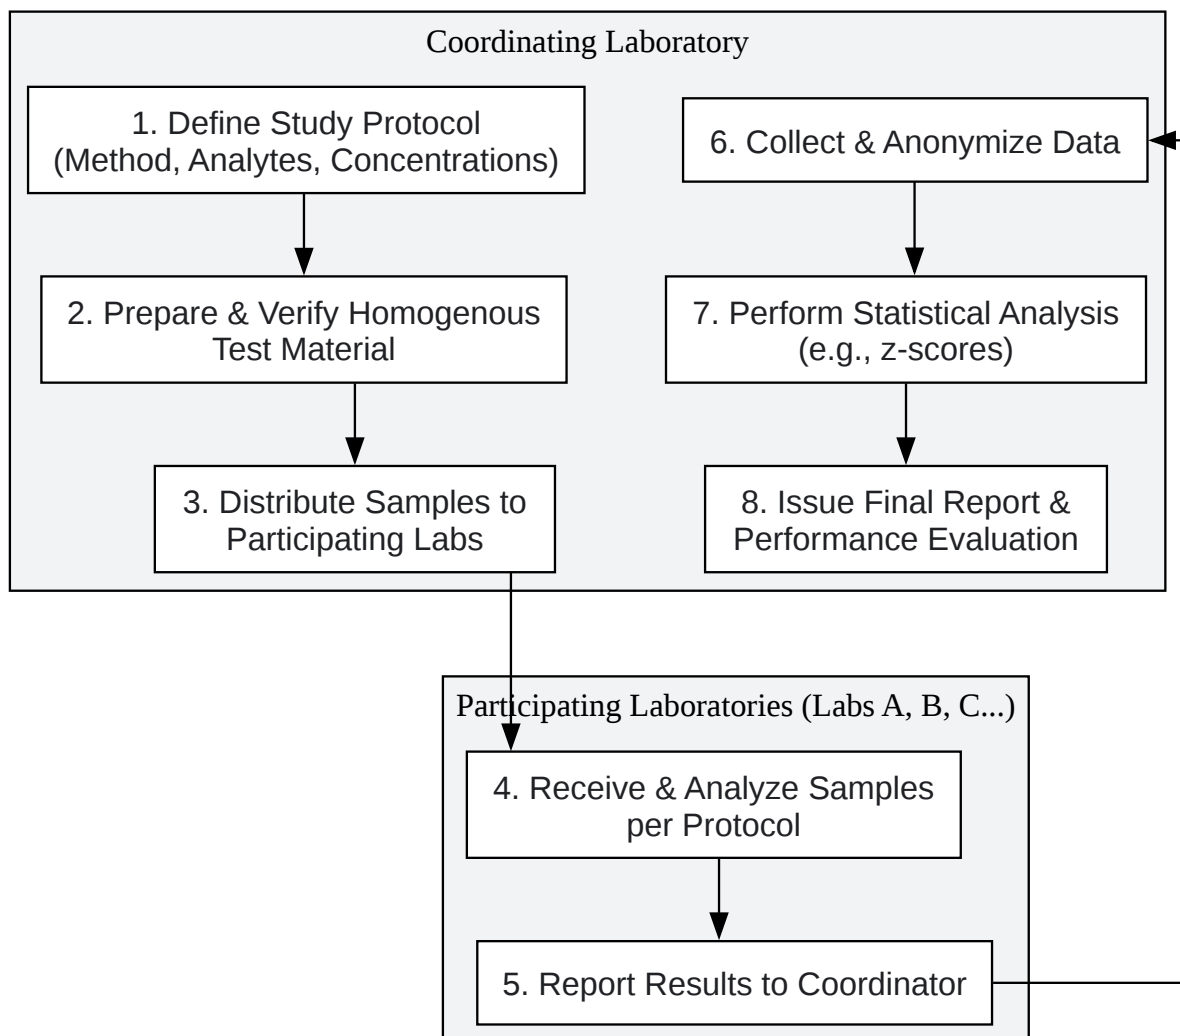 Coordinating Laboratory
1. Define Study Protocol
(Method, Analytes, Concentrations)
2. Prepare & Verify Homogenous
Test Material
3. Distribute Samples to
Participating Labs
6. Collect & Anonymize Data
7. Perform Statistical Analysis
(e.g., z-scores)
8. Issue Final Report &
Performance Evaluation
Participating Laboratories (Labs A, B, C...)
4. Receive & Analyze Samples
per Protocol
5. Report Results to Coordinator